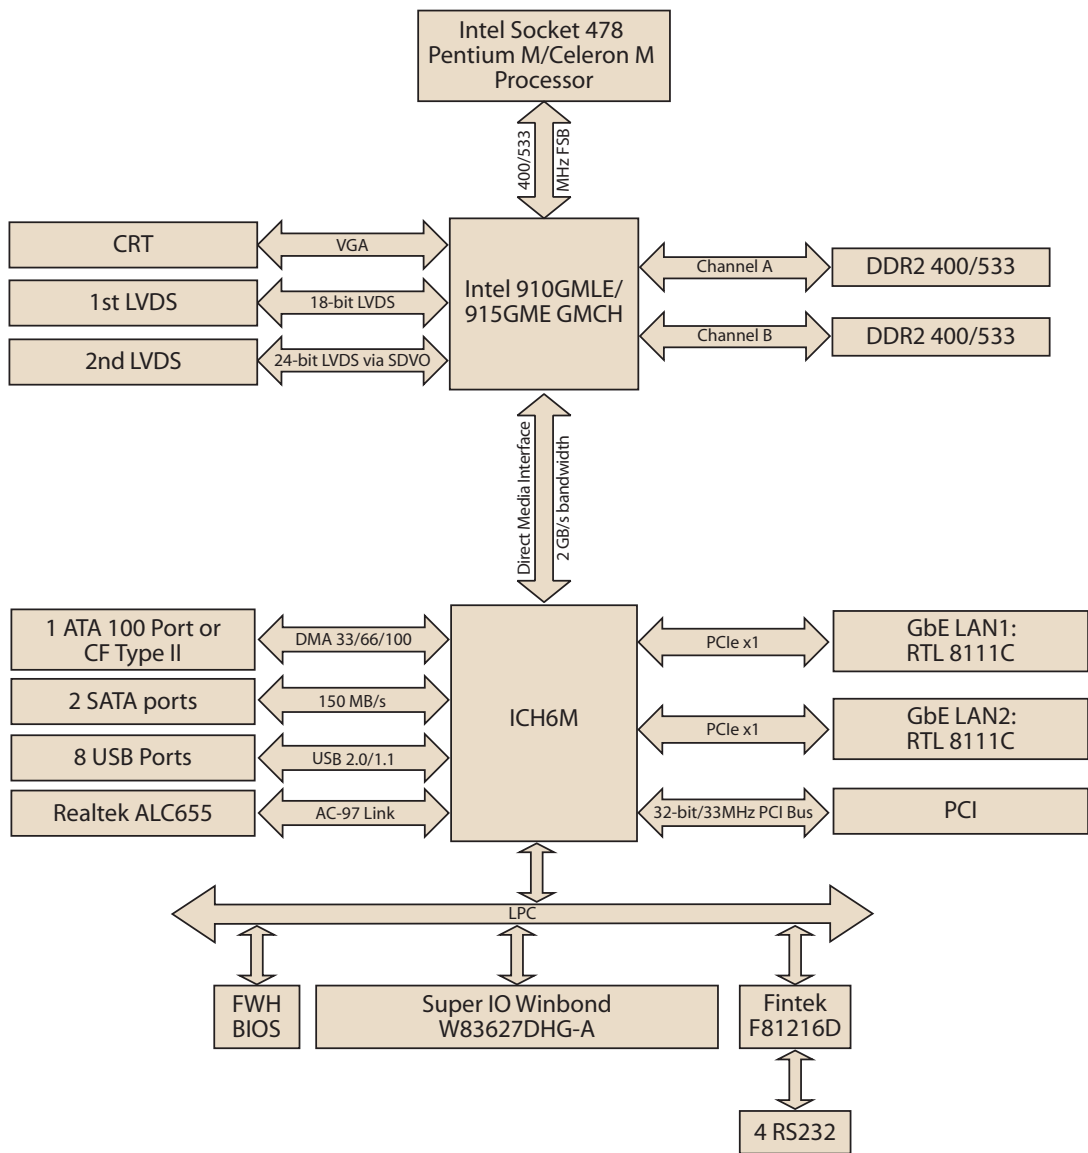 Intel Socket 478
Pentium M/Celeron M
Processor
400/533
MHz FSB
CRT
VGA
1st LVDS
18-bit LVDS
2nd LVDS
24-bit LVDS via SDVO
Intel 910GMLE/
915GME GMCH
Channel A
DDR2 400/533
Channel B
DDR2 400/533
Direct Media Interface
2 GB/s bandwidth
1 ATA 100 Port or
CF Type II
DMA 33/66/100
2 SATA ports
150 MB/s
8 USB Ports
USB 2.0/1.1
Realtek ALC655
AC-97 Link
ICH6M
PCIe x1
GbE LAN1:
RTL 8111C
PCIe x1
GbE LAN2:
RTL 8111C
32-bit/33MHz PCI Bus
PCI
LPC
FWH
BIOS
Super IO Winbond
W83627DHG-A
Fintek
F81216D
4 RS232